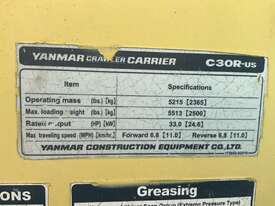 YANMAR CRAWLER CARRIER C30R-US
Item Specifications
Operating mass (lbs.) [kg] 5215 [2365]
Max. loading weight (lbs.) [kg] 5513 [2500]
Rated output (HP) [kW] 33.0 [24.6]
Max. traveling speed (MPH) [km/hr.] Forward 6.8 [11.0] Reverse 6.8 [11.0]
YANMAR CONSTRUCTION EQUIPMENT CO.,LTD.
Greasing